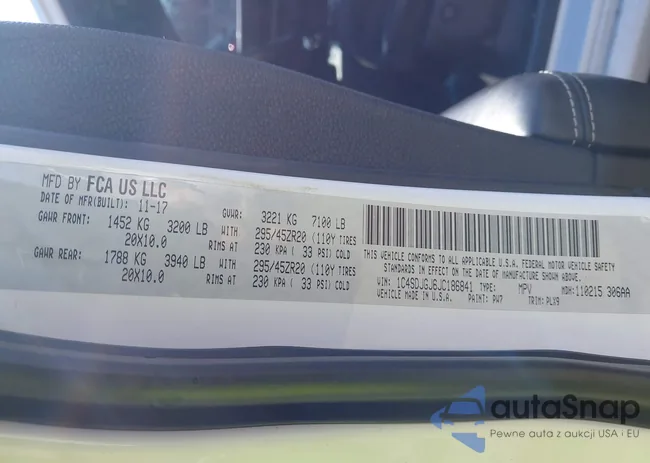 MFD BY FCA US LLC
DATE OF MFR(BUILT): 11-17 GVWR: 3221 KG 7100 LB
GAWR FRONT: 1452 KG 3200 LB WITH 295/45ZR20 (110Y TIRES
20X10.0 RIMS AT 230 KPA ( 33 PSI) COLD
GAWR REAR: 1788 KG 3940 LB WITH 295/45ZR20 (110Y TIRES
20X10.0 RIMS AT 230 KPA ( 33 PSI) COLD
THIS VEHICLE CONFORMS TO ALL APPLICABLE U.S.A. FEDERAL MOTOR VEHICLE SAFETY
STANDARDS IN EFFECT ON THE DATE OF MANUFACTURE SHOWN ABOVE.
VIN: 1C4SDJGJ6JC186841 TYPE: MPV MDH:110215 306AA
VEHICLE MADE IN U.S.A. PAINT: PW7 TRIM: PLX9
autaSnap
Pewne auta z aukcji USA i EU